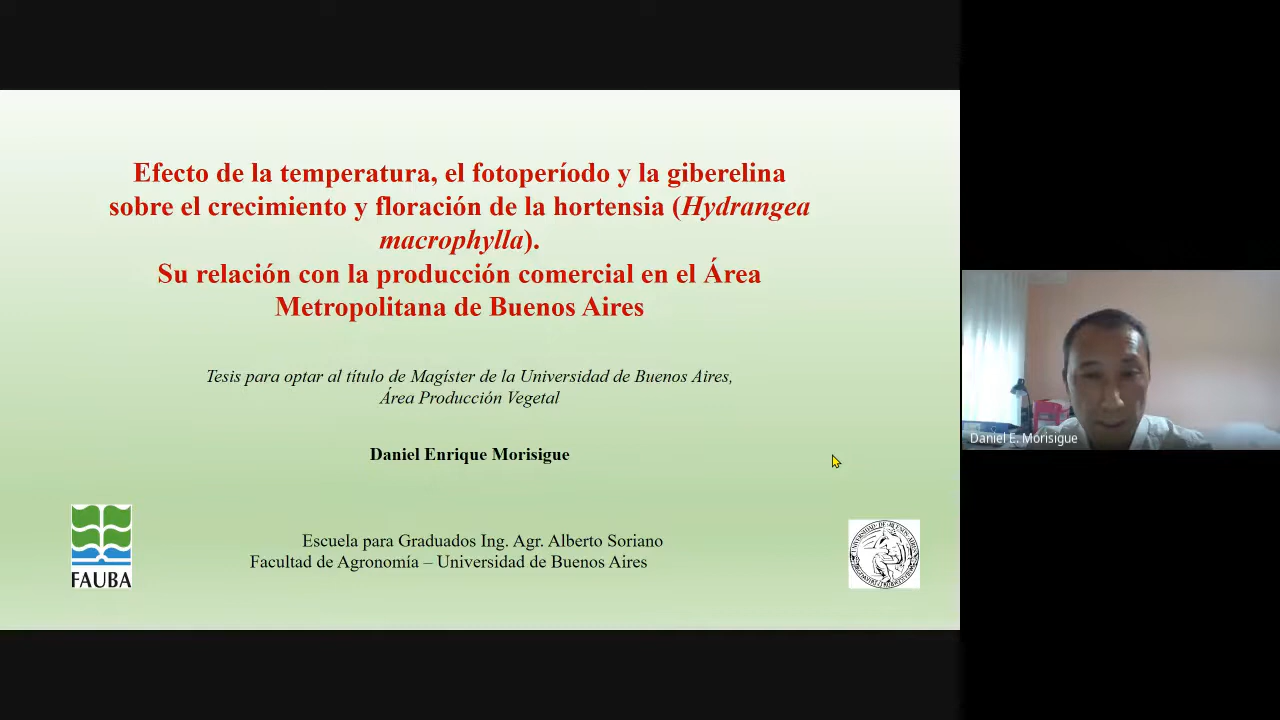 Efecto de la temperatura, el fotoperíodo y la giberelina
sobre el crecimiento y floración de la hortensia (Hydrangea
macrophylla).
Su relación con la producción comercial en el Área
Metropolitana de Buenos Aires
Tesis para optar al título de Magíster de la Universidad de Buenos Aires,
Área Producción Vegetal
Daniel Enrique Morisigue
Escuela para Graduados Ing. Agr. Alberto Soriano
Facultad de Agronomía – Universidad de Buenos Aires
FAUBA
Daniel E. Morisigue